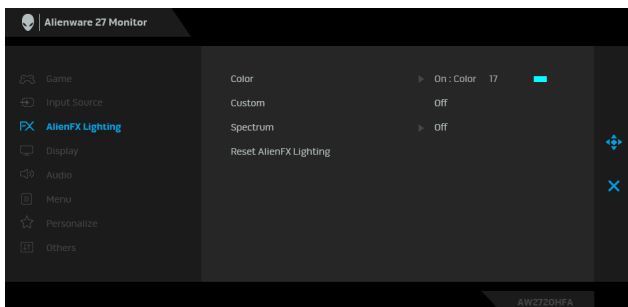 Alienware 27 Monitor
Game
Input Source
AlienFX Lighting
Display
Audio
Menu
Personalize
Others
Color On : Color 17
Custom Off
Spectrum Off
Reset AlienFX Lighting
AW2720HFA